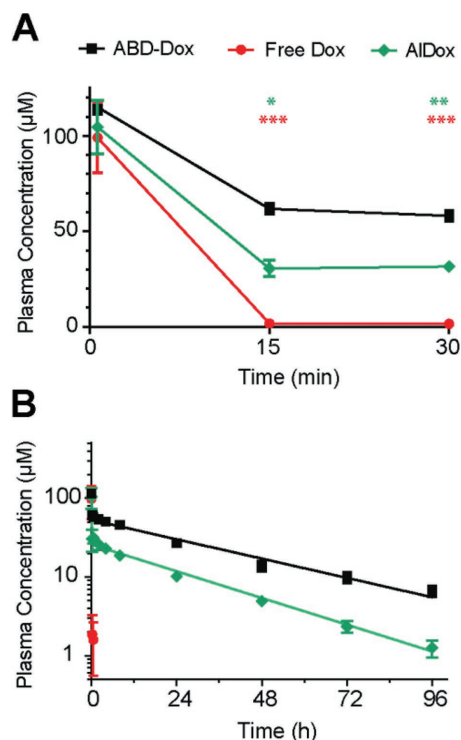 A
ABD-Dox Free Dox AlDox
Plasma Concentration (µM)
100
50
0
* **
*** ***
0 15 30
Time (min)
B
Plasma Concentration (µM)
100
10
1
0 24 48 72 96
Time (h)